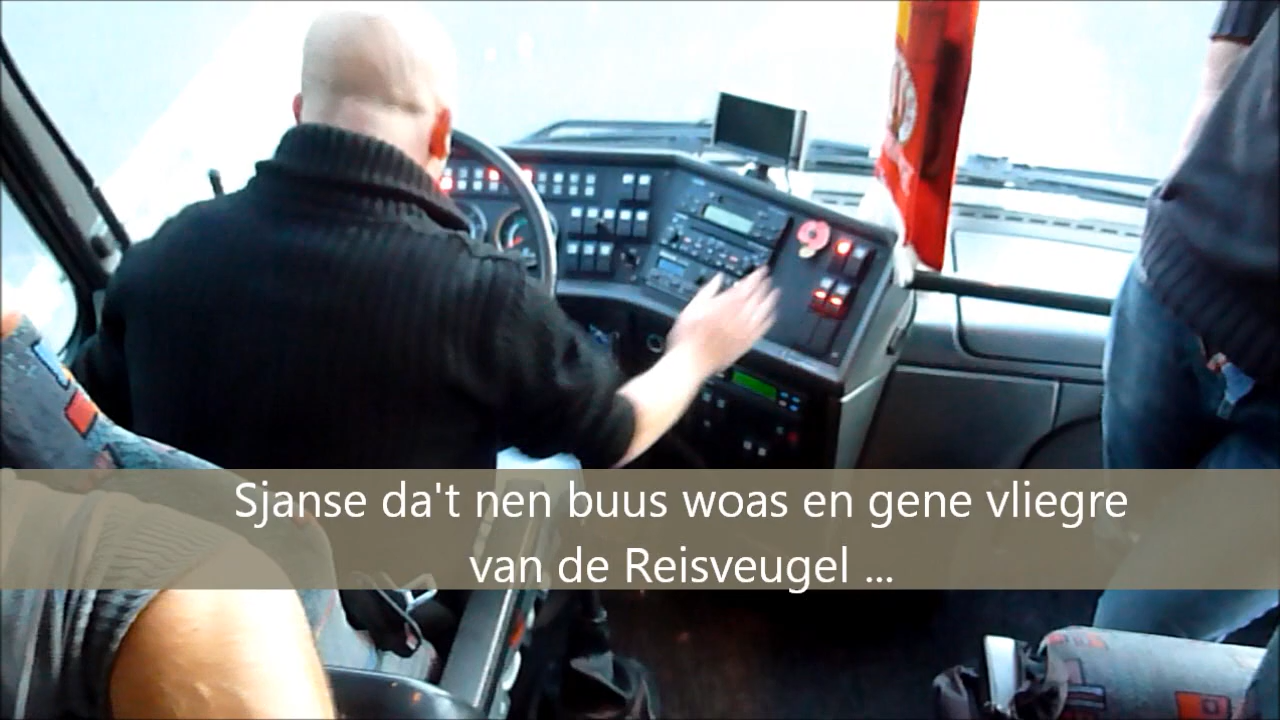 Sjanse da't nen buus woas en gene vliegre
van de Reisveugel ...